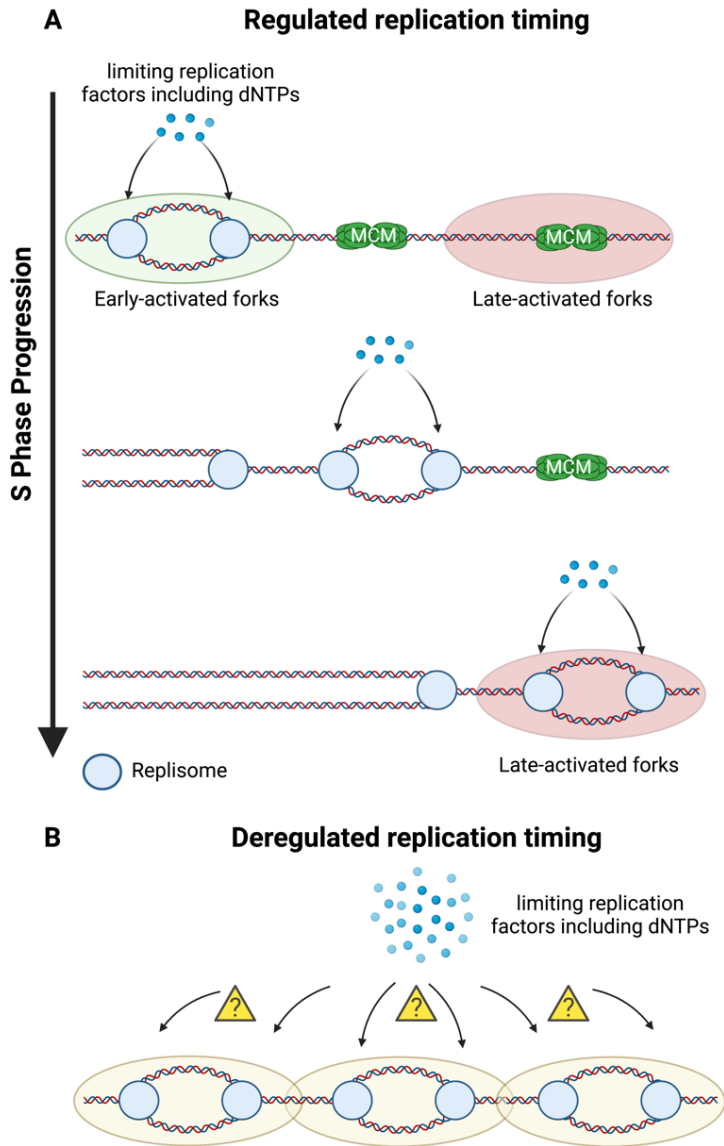 A
Regulated replication timing
limiting replication
factors including dNTPs
S Phase Progression
MCM
MCM
Early-activated forks
Late-activated forks
MCM
Late-activated forks
Replisome
B
Deregulated replication timing
limiting replication
factors including dNTPs
?
?
?